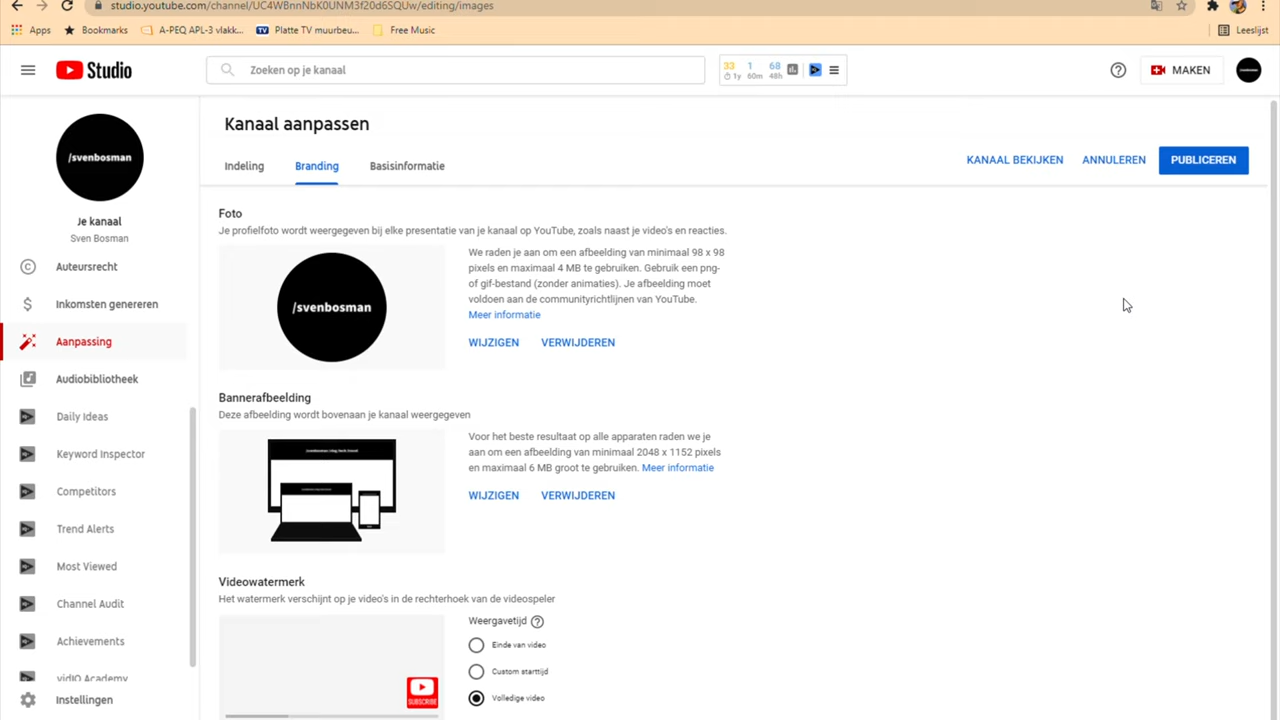 studio.youtube.com/channel/UC4WBnnNbK0UNM3f20d6SQUw/editing/images
Apps
Bookmarks
A-PEQ APL-3 vlakk...
Platte TV muurbeu...
Free Music
Leeslijst
Studio
Zoeken op je kanaal
33 1 68
1y 60m 48h
MAKEN
/svenbosman
Je kanaal
Sven Bosman
Auteursrecht
Inkomsten genereren
Aanpassing
Audiobibliotheek
Daily Ideas
Keyword Inspector
Competitors
Trend Alerts
Most Viewed
Channel Audit
Achievements
vidIQ Academy
Instellingen
Kanaal aanpassen
Indeling
Branding
Basisinformatie
KANAAL BEKIJKEN
ANNULEREN
PUBLICEREN
Foto
Je profielfoto wordt weergegeven bij elke presentatie van je kanaal op YouTube, zoals naast je video's en reacties.
/svenbosman
We raden je aan om een afbeelding van minimaal 98 x 98
pixels en maximaal 4 MB te gebruiken. Gebruik een png-
of gif-bestand (zonder animaties). Je afbeelding moet
voldoen aan de communityrichtlijnen van YouTube.
Meer informatie
WIJZIGEN
VERWIJDEREN
Bannerafbeelding
Deze afbeelding wordt bovenaan je kanaal weergegeven
Voor het beste resultaat op alle apparaten raden we je
aan om een afbeelding van minimaal 2048 x 1152 pixels
en maximaal 6 MB groot te gebruiken. Meer informatie
WIJZIGEN
VERWIJDEREN
Videowatermerk
Het watermerk verschijnt op je video's in de rechterhoek van de videospeler
SUBSCRIBE
Weergavetijd
Einde van video
Custom starttijd
Volledige video